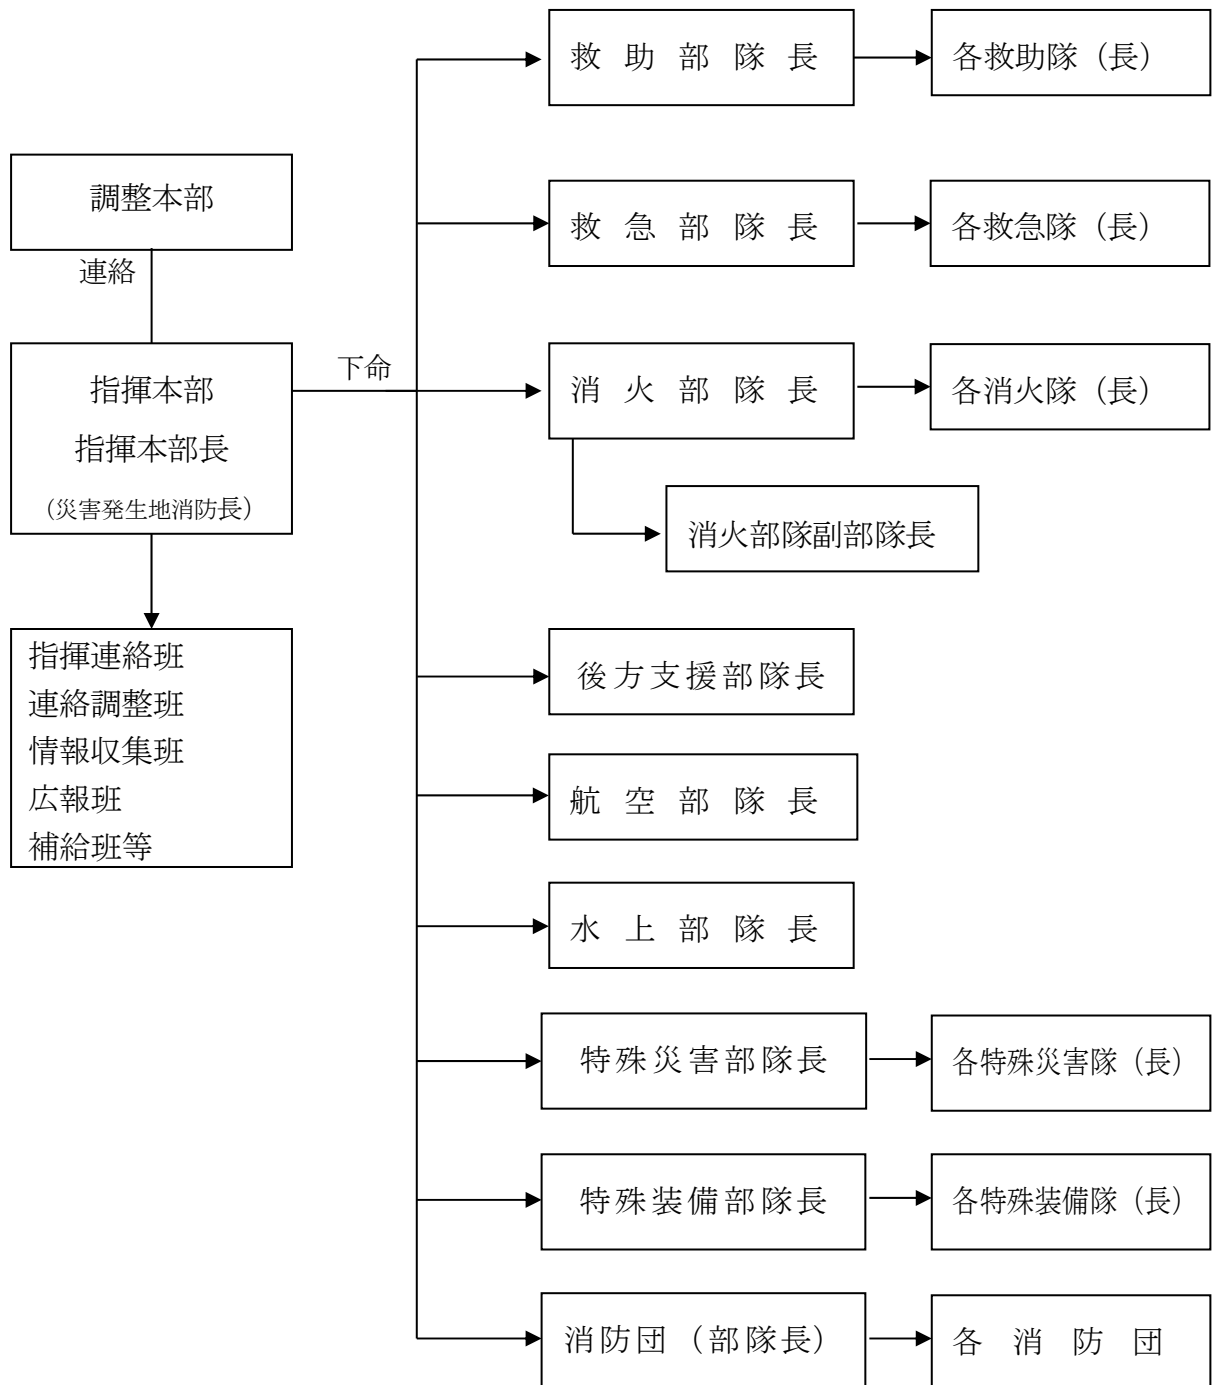 救助部隊長
各救助隊（長）
調整本部
連絡
救急部隊長
各救急隊（長）
指揮本部
指揮本部長
（災害発生地消防長）
下命
消火部隊長
各消火隊（長）
消火部隊副部隊長
指揮連絡班
連絡調整班
情報収集班
広報班
補給班等
後方支援部隊長
航空部隊長
水上部隊長
特殊災害部隊長
各特殊災害隊（長）
特殊装備部隊長
各特殊装備隊（長）
消防団（部隊長）
各消防団